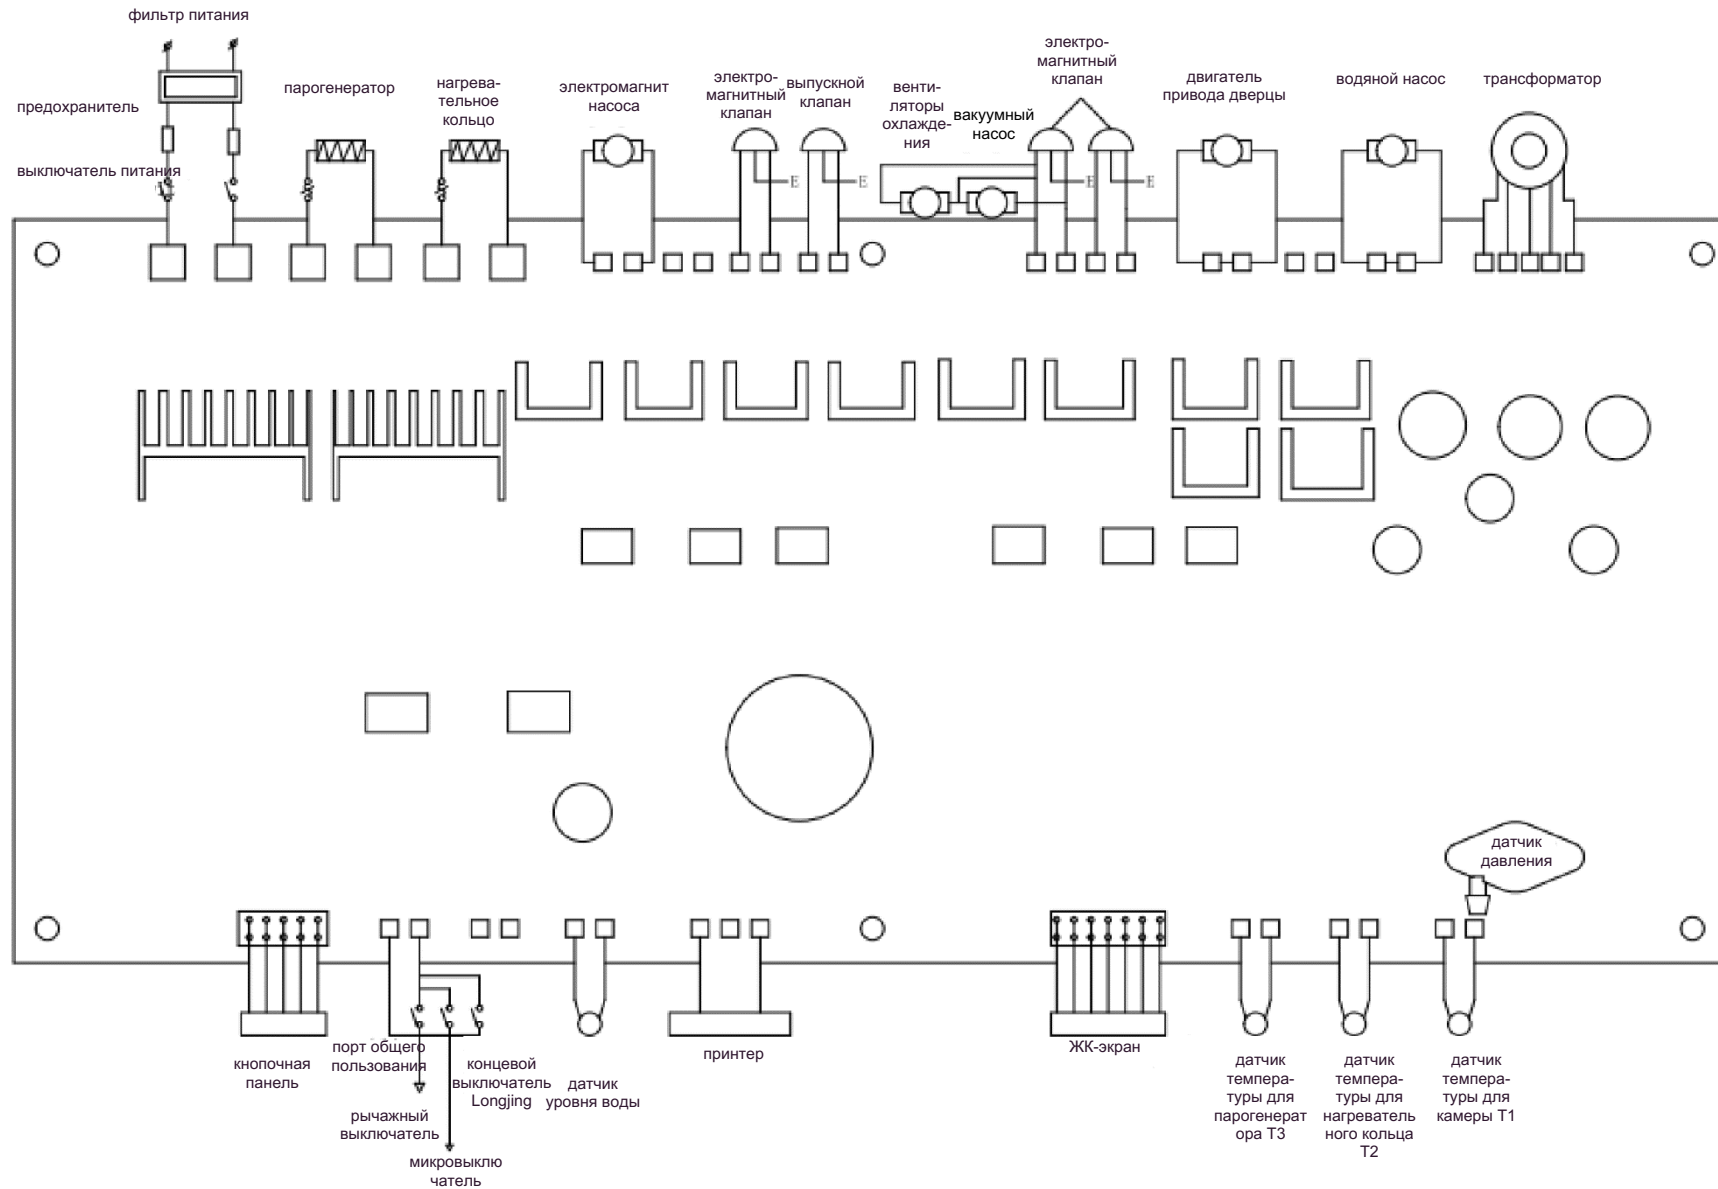 фильтр питания
предохранитель
выключатель питания
парогенератор
нагрева-
тельное
кольцо
электромагнит
насоса
электро-
магнитный
клапан
выпускной
клапан
венти-
ляторы
охлажде-
ния
вакуумный
насос
электро-
магнитный
клапан
двигатель
привода дверцы
водяной насос
трансформатор
E
E
E
E
датчик
давления
кнопочная
панель
порт общего
пользования
рычажный
выключатель
микровыклю
чатель
концевой
выключатель
Longjing
датчик
уровня воды
принтер
ЖК-экран
датчик
темпера-
туры для
парогенерат
ора T3
датчик
темпера-
туры для
нагреватель
ного кольца
T2
датчик
темпера-
туры для
камеры T1